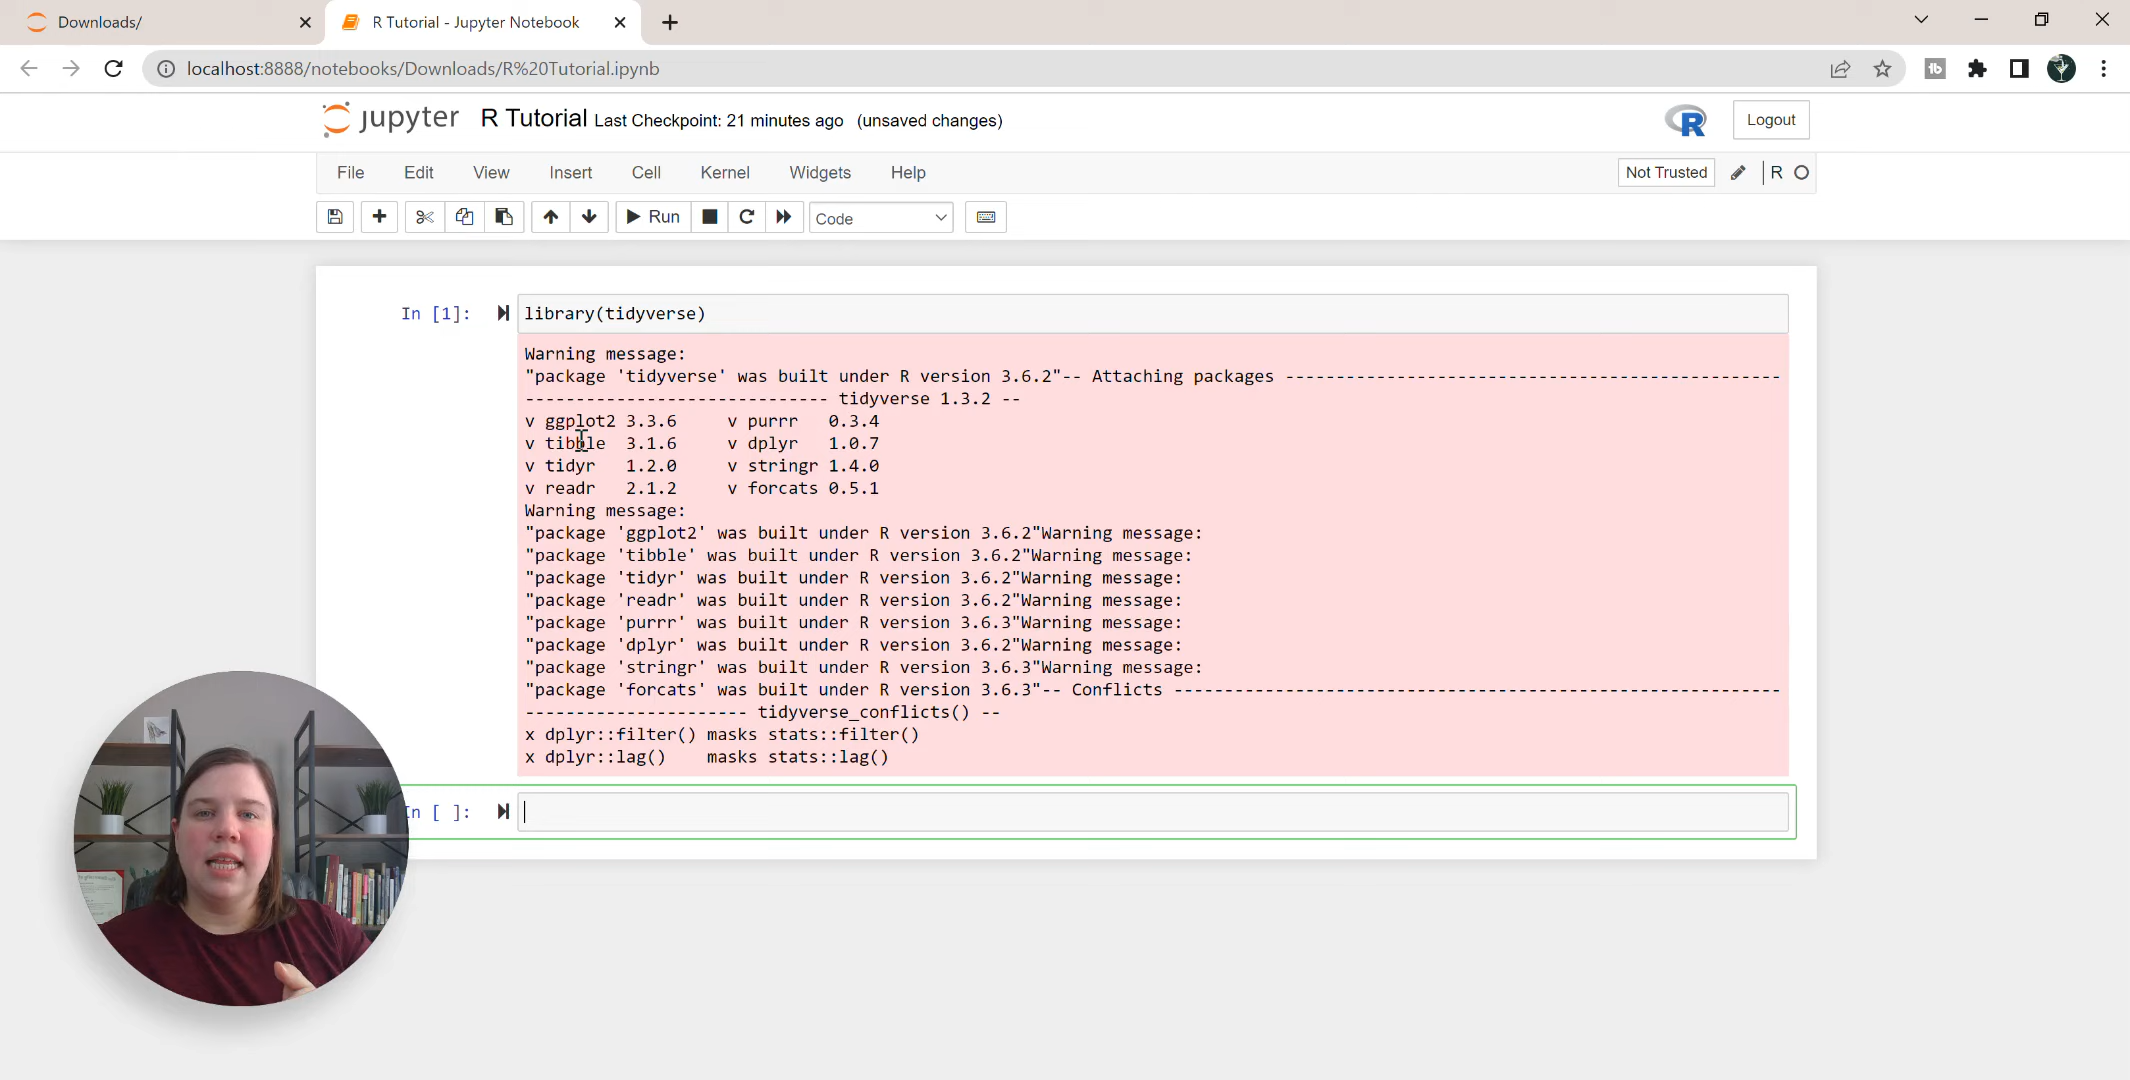 Downloads/
R Tutorial - Jupyter Notebook
localhost:8888/notebooks/Downloads/R%20Tutorial.ipynb
tb
jupyter R Tutorial Last Checkpoint: 21 minutes ago (unsaved changes)
R
Logout
File Edit View Insert Cell Kernel Widgets Help
Not Trusted
R
Run
Code
In [1]:
library(tidyverse)
Warning message:
"package 'tidyverse' was built under R version 3.6.2"-- Attaching packages -------------------------------------------------
------------------------------ tidyverse 1.3.2 --
v ggplot2 3.3.6     v purrr   0.3.4
v tibble  3.1.6     v dplyr   1.0.7
v tidyr   1.2.0     v stringr 1.4.0
v readr   2.1.2     v forcats 0.5.1
Warning message:
"package 'ggplot2' was built under R version 3.6.2"Warning message:
"package 'tibble' was built under R version 3.6.2"Warning message:
"package 'tidyr' was built under R version 3.6.2"Warning message:
"package 'readr' was built under R version 3.6.2"Warning message:
"package 'purrr' was built under R version 3.6.3"Warning message:
"package 'dplyr' was built under R version 3.6.2"Warning message:
"package 'stringr' was built under R version 3.6.3"Warning message:
"package 'forcats' was built under R version 3.6.3"-- Conflicts ------------------------------------------------------------
---------------------- tidyverse_conflicts() --
x dplyr::filter() masks stats::filter()
x dplyr::lag()    masks stats::lag()
In [ ]: